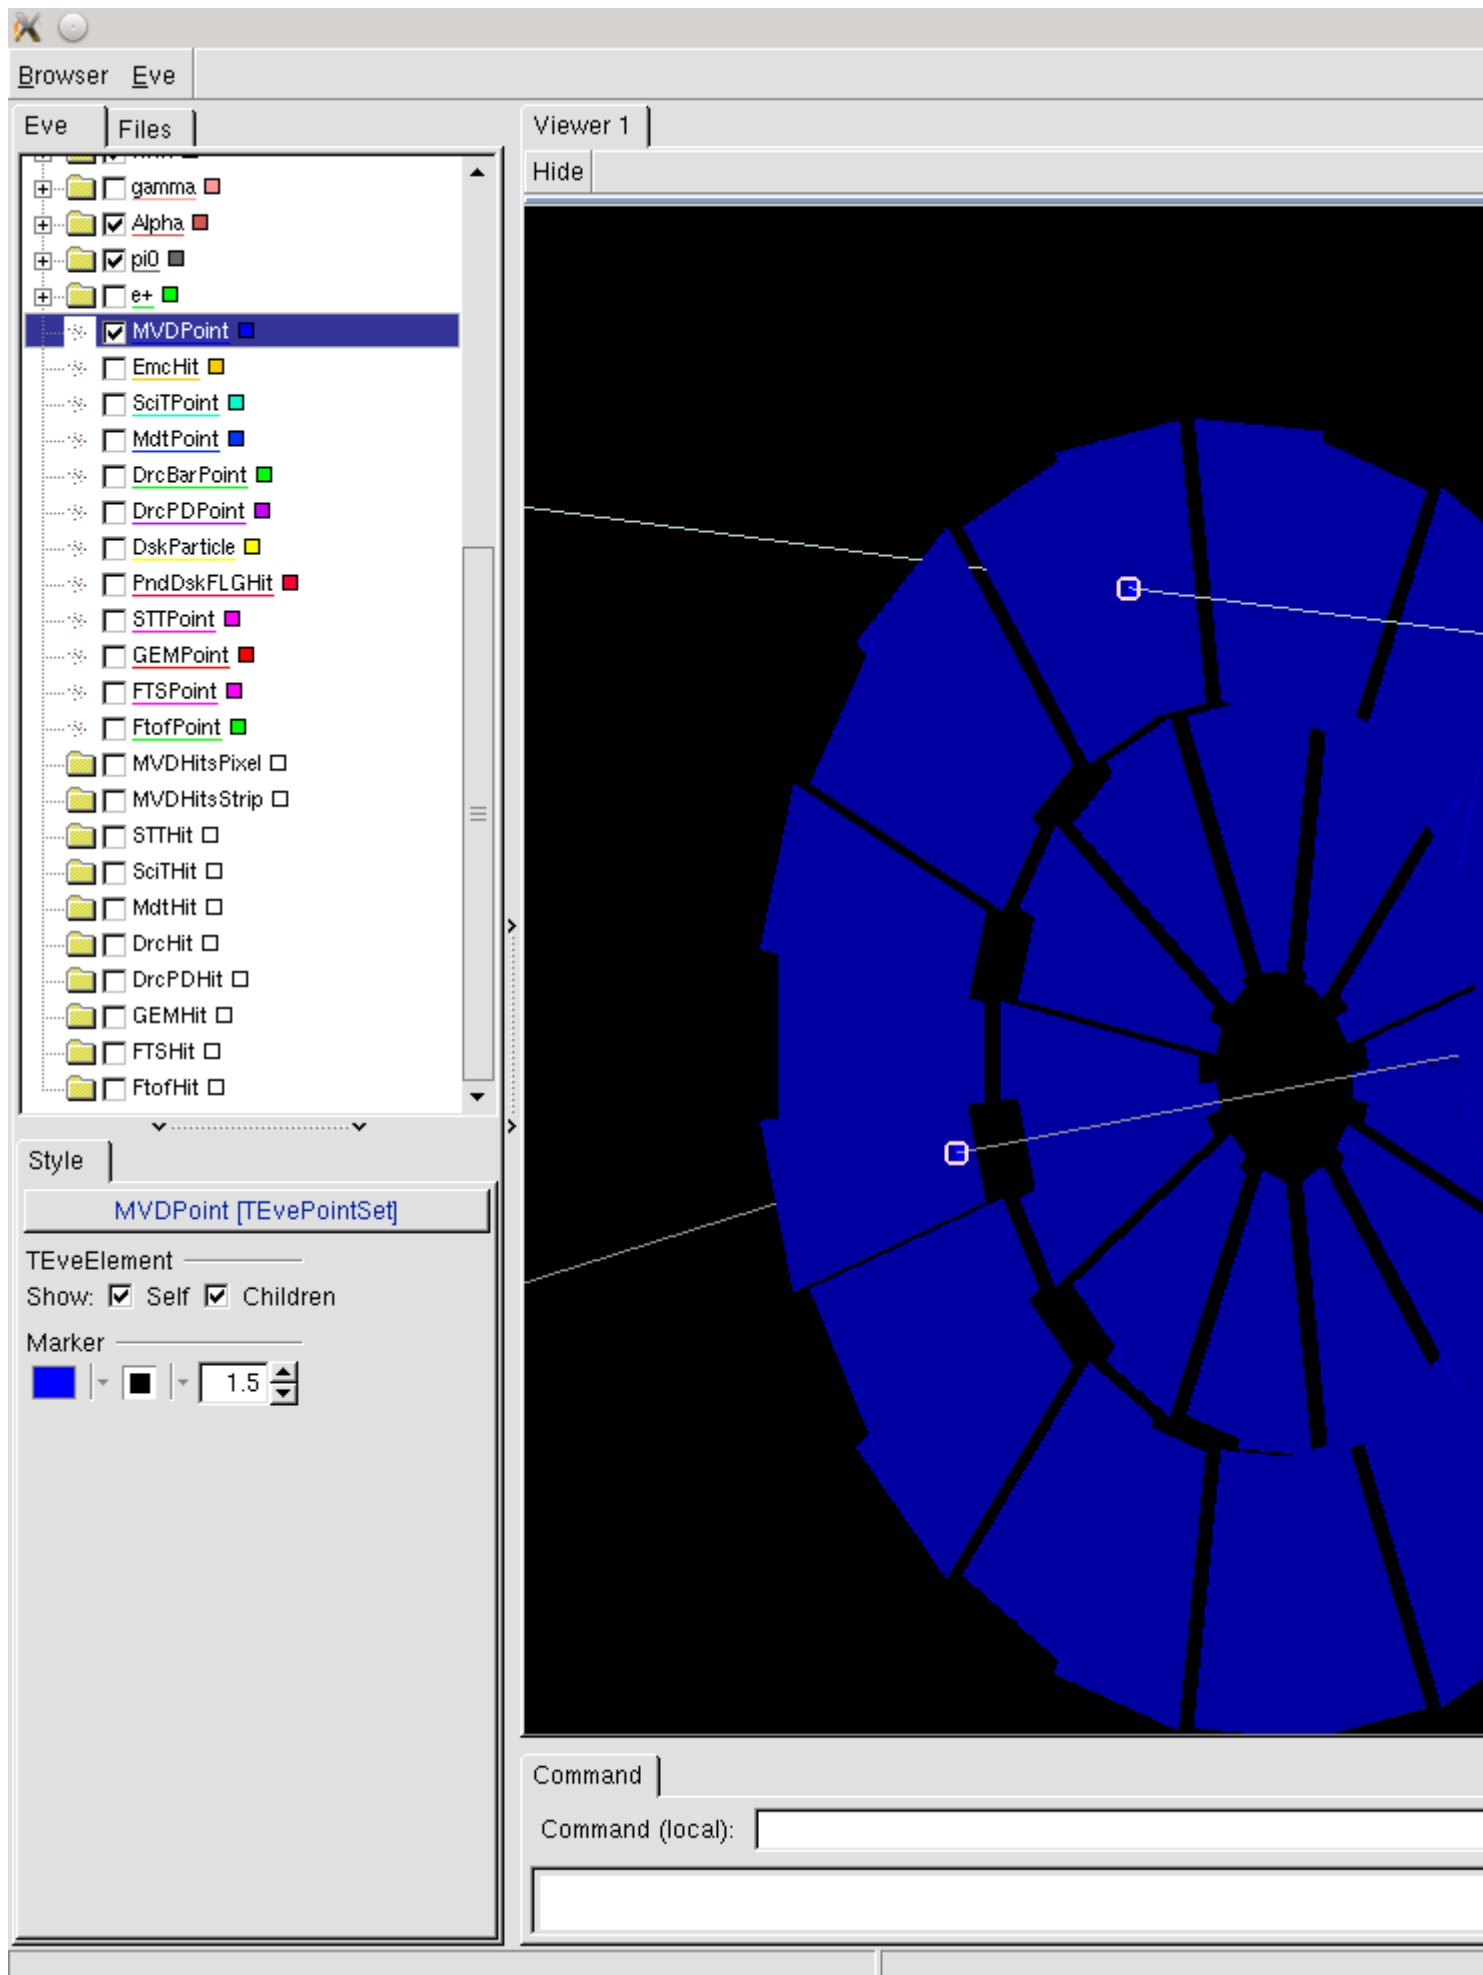 Browser Eve
Eve Files
gamma
Alpha
pi0
e+
MVDPoint
EmcHit
SciTPoint
MdtPoint
DrcBarPoint
DrcPDPoint
DskParticle
PndDskFLGHit
STTPoint
GEMPoint
FTSPoint
FtofPoint
MVDHitsPixel
MVDHitsStrip
STTHit
SciTHit
MdtHit
DrcHit
DrcPDHit
GEMHit
FTSHit
FtofHit
Style
MVDPoint [TEvePointSet]
TEveElement
Show: Self Children
Marker
1.5
Viewer 1
Hide
Command
Command (local):